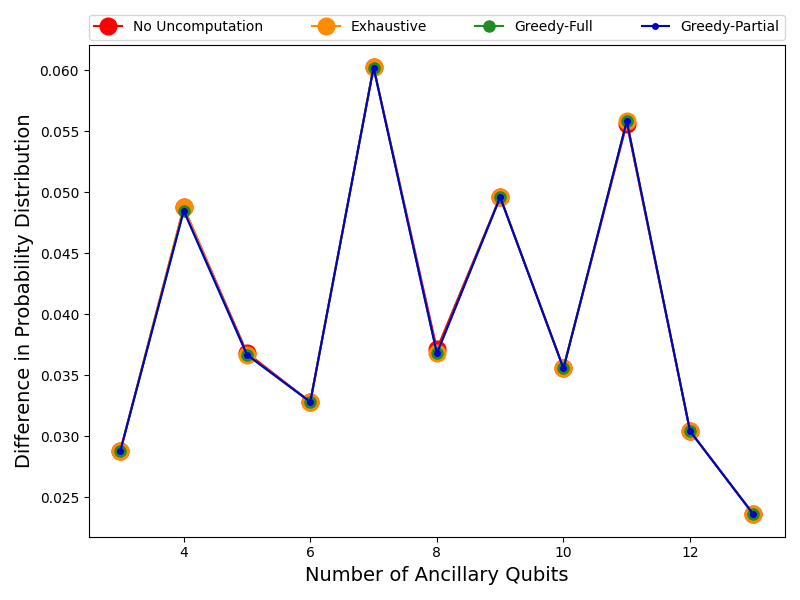 No Uncomputation Exhaustive Greedy-Full Greedy-Partial
0.060
0.055
0.050
0.045
0.040
0.035
0.030
0.025
Difference in Probability Distribution
4 6 8 10 12
Number of Ancillary Qubits